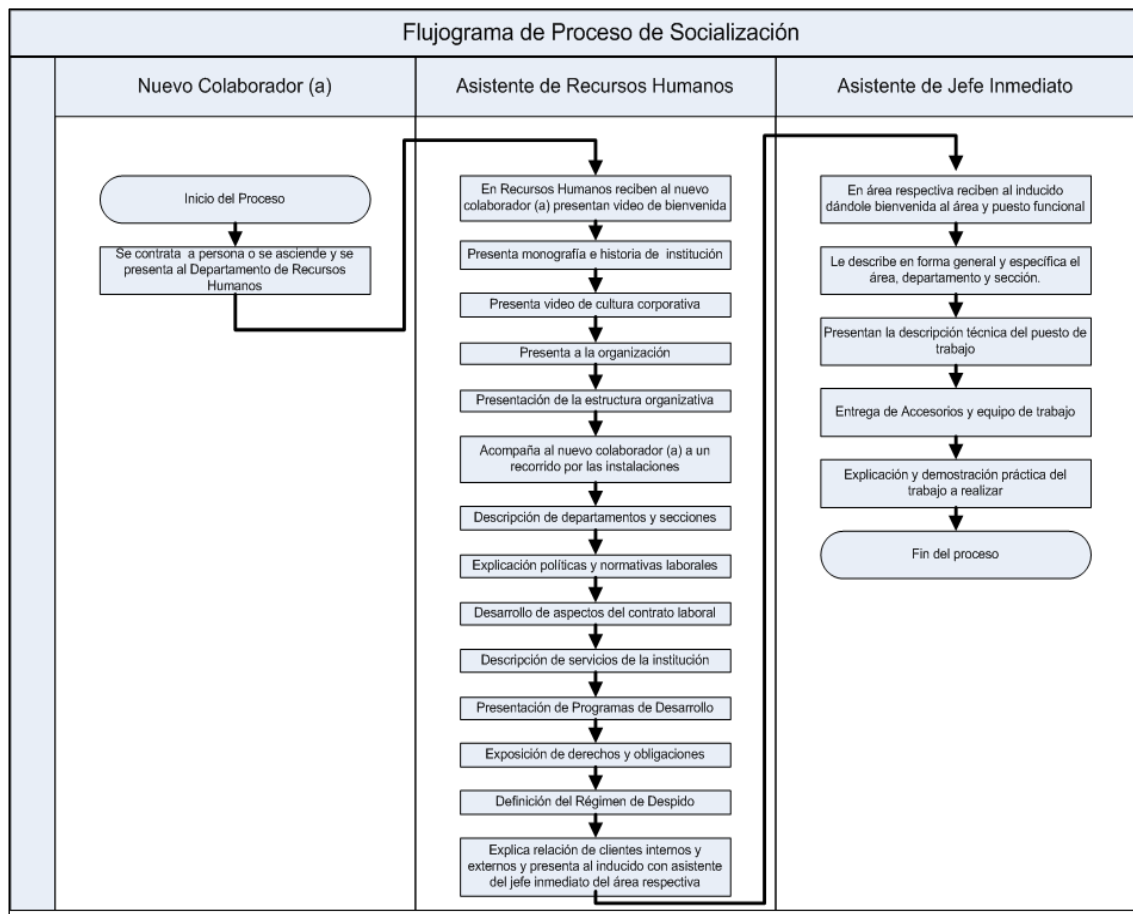 Flujograma de Proceso de Socialización
Nuevo Colaborador (a)
Asistente de Recursos Humanos
Asistente de Jefe Inmediato
Inicio del Proceso
Se contrata a persona o se asciende y se
presenta al Departamento de Recursos
Humanos
En Recursos Humanos reciben al nuevo
colaborador (a) presentan video de bienvenida
Presenta monografía e historia de institución
Presenta video de cultura corporativa
Presenta a la organización
Presentación de la estructura organizativa
Acompaña al nuevo colaborador (a) a un
recorrido por las instalaciones
Descripción de departamentos y secciones
Explicación políticas y normativas laborales
Desarrollo de aspectos del contrato laboral
Descripción de servicios de la institución
Presentación de Programas de Desarrollo
Exposición de derechos y obligaciones
Definición del Régimen de Despido
Explica relación de clientes internos y
externos y presenta al inducido con asistente
del jefe inmediato del área respectiva
En área respectiva reciben al inducido
dándole bienvenida al área y puesto funcional
Le describe en forma general y específica el
área, departamento y sección.
Presentan la descripción técnica del puesto de
trabajo
Entrega de Accesorios y equipo de trabajo
Explicación y demostración práctica del
trabajo a realizar
Fin del proceso